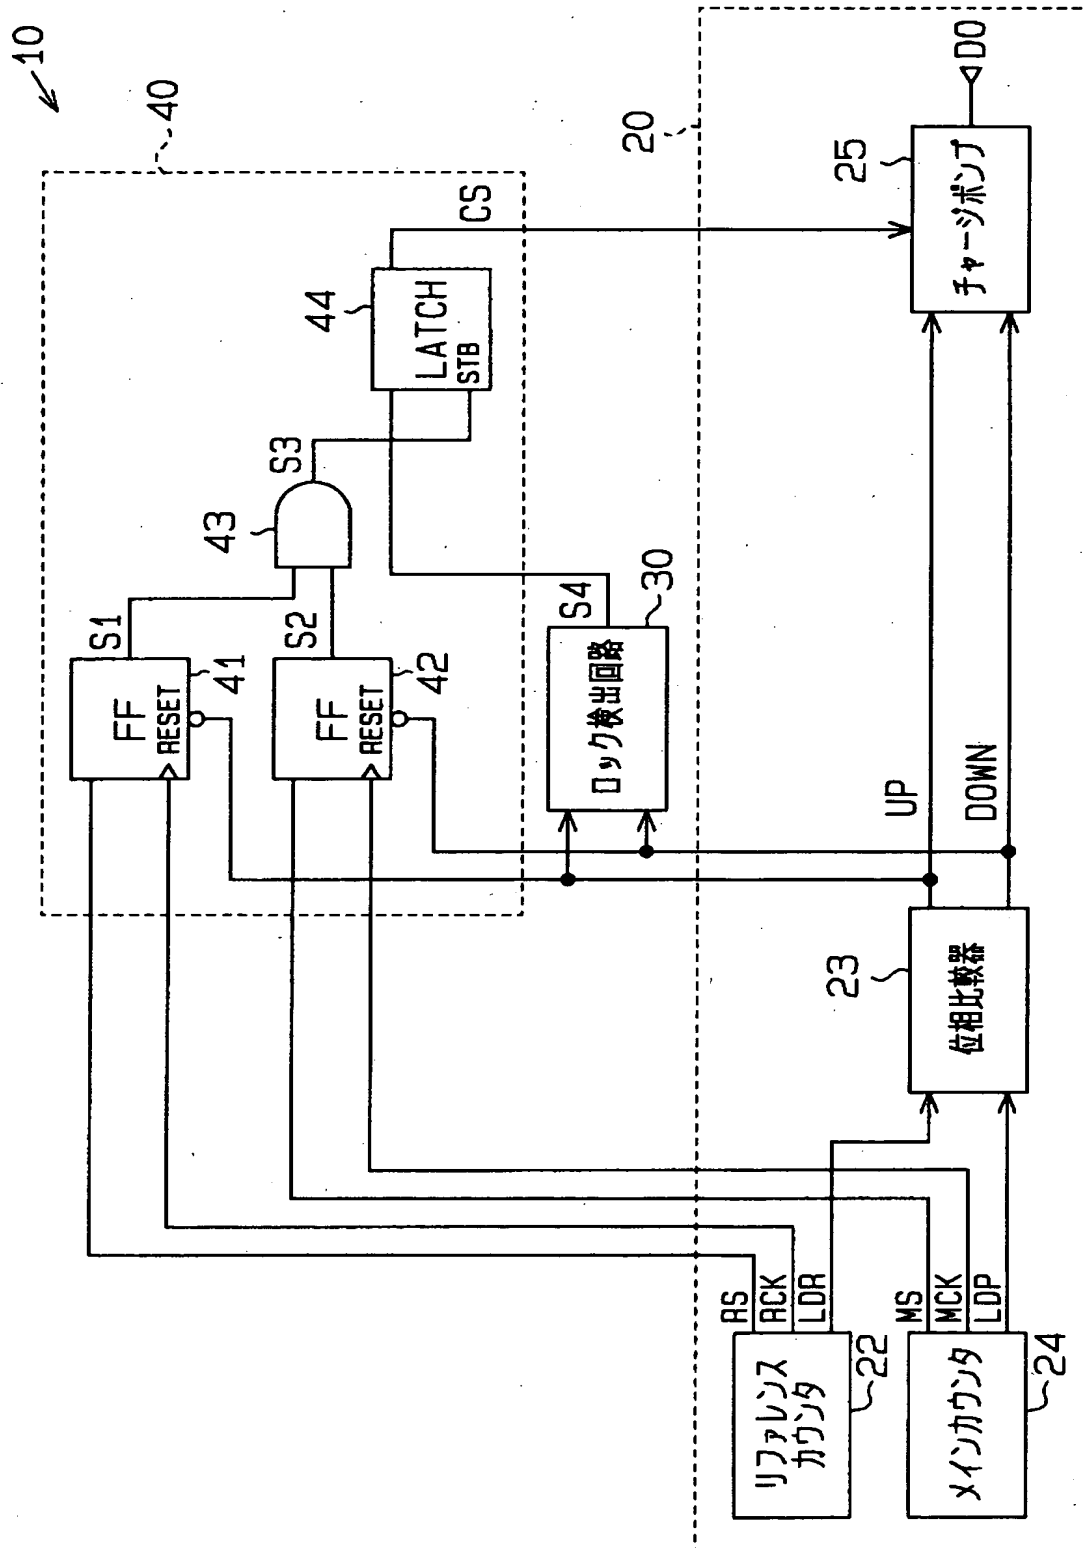 10
40
S1
FF
RESET
41
S2
FF
RESET
42
43
S3
44
LATCH
STB
CS
S4
ロック検出回路
30
20
RS
RCK
LDR
リファレンス
カウンタ
22
MS
MCK
LDP
メインカウンタ
24
23
位相比較器
UP
DOWN
25
チャージポンプ
DO